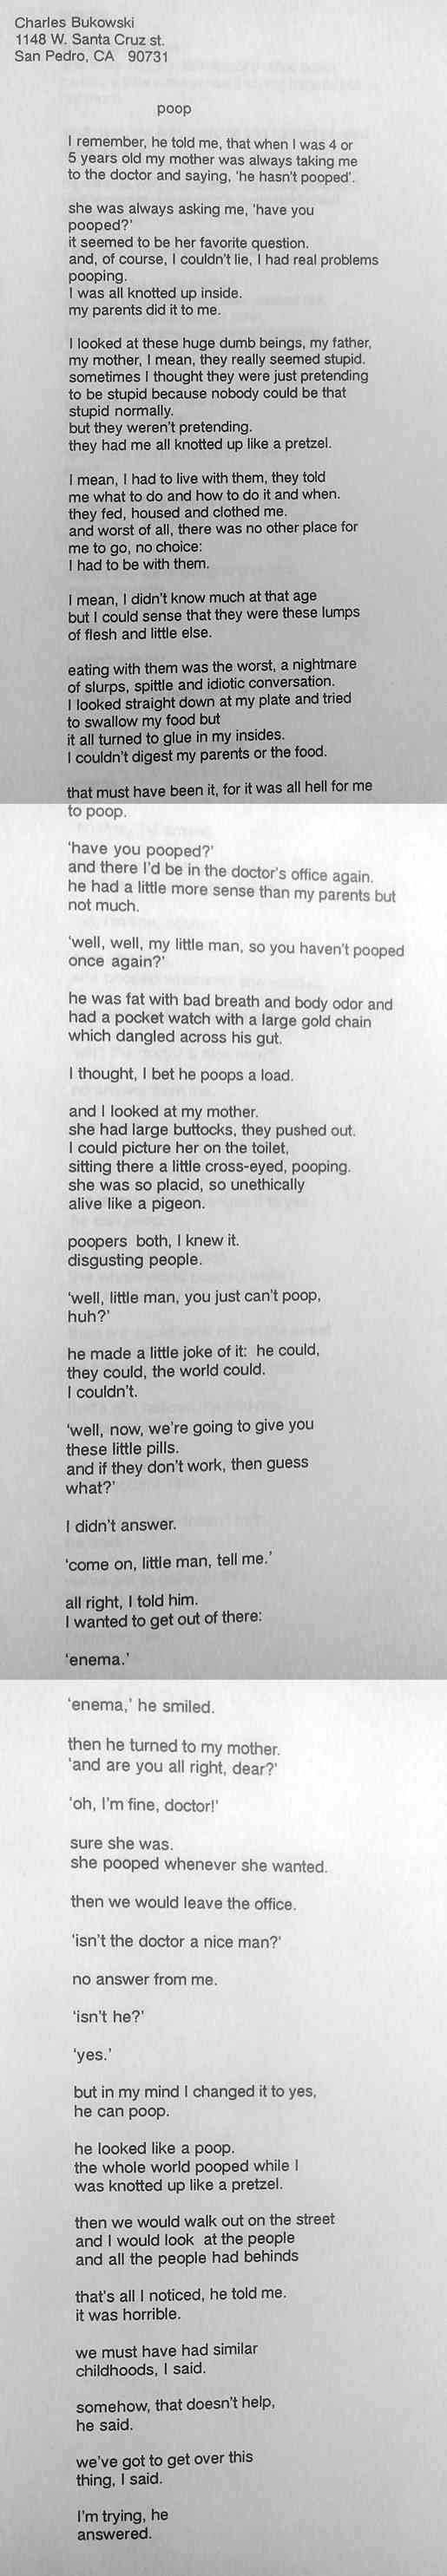 Charles Bukowski
1148 W. Santa Cruz st.
San Pedro, CA 90731
poop
I remember, he told me, that when I was 4 or
5 years old my mother was always taking me
to the doctor and saying, 'he hasn't pooped'.
she was always asking me, 'have you
pooped?'
it seemed to be her favorite question.
and, of course, I couldn't lie, I had real problems
pooping.
I was all knotted up inside.
my parents did it to me.
I looked at these huge dumb beings, my father,
my mother, I mean, they really seemed stupid.
sometimes I thought they were just pretending
to be stupid because nobody could be that
stupid normally.
but they weren't pretending.
they had me all knotted up like a pretzel.
I mean, I had to live with them, they told
me what to do and how to do it and when.
they fed, housed and clothed me.
and worst of all, there was no other place for
me to go, no choice:
I had to be with them.
I mean, I didn't know much at that age
but I could sense that they were these lumps
of flesh and little else.
eating with them was the worst, a nightmare
of slurps, spittle and idiotic conversation.
I looked straight down at my plate and tried
to swallow my food but
it all turned to glue in my insides.
I couldn't digest my parents or the food.
that must have been it, for it was all hell for me
to poop.
'have you pooped?'
and there I'd be in the doctor's office again.
he had a little more sense than my parents but
not much.
'well, well, my little man, so you haven't pooped
once again?'
he was fat with bad breath and body odor and
had a pocket watch with a large gold chain
which dangled across his gut.
I thought, I bet he poops a load.
and I looked at my mother.
she had large buttocks, they pushed out.
I could picture her on the toilet,
sitting there a little cross-eyed, pooping.
she was so placid, so unethically
alive like a pigeon.
poopers both, I knew it.
disgusting people.
'well, little man, you just can't poop,
huh?'
he made a little joke of it: he could,
they could, the world could.
I couldn't.
'well, now, we're going to give you
these little pills.
and if they don't work, then guess
what?'
I didn't answer.
'come on, little man, tell me.'
all right, I told him.
I wanted to get out of there:
'enema.'
'enema,' he smiled.
then he turned to my mother.
'and are you all right, dear?'
'oh, I'm fine, doctor!'
sure she was.
she pooped whenever she wanted.
then we would leave the office.
'isn't the doctor a nice man?'
no answer from me.
'isn't he?'
'yes.'
but in my mind I changed it to yes,
he can poop.
he looked like a poop.
the whole world pooped while I
was knotted up like a pretzel.
then we would walk out on the street
and I would look at the people
and all the people had behinds
that's all I noticed, he told me.
it was horrible.
we must have had similar
childhoods, I said.
somehow, that doesn't help,
he said.
we've got to get over this
thing, I said.
I'm trying, he
answered.